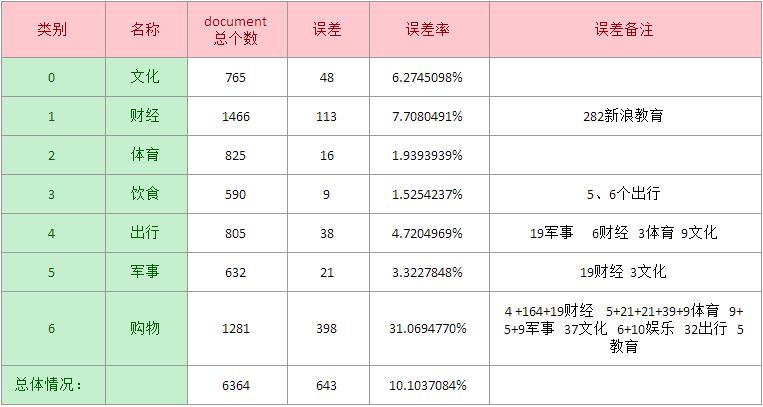 类别 名称 document 总个数 误差 误差率 误差备注
0 文化 765 48 6.2745098%
1 财经 1466 113 7.7080491% 282新浪教育
2 体育 825 16 1.9393939%
3 饮食 590 9 1.5254237% 5、6个出行
4 出行 805 38 4.7204969% 19军事 6财经 3体育 9文化
5 军事 632 21 3.3227848% 19财经 3文化
6 购物 1281 398 31.0694770% 4 +164+19财经 5+21+21+39+9体育 9+
5+9军事 37文化 6+10娱乐 32出行 5
教育
总体情况： 6364 643 10.1037084%